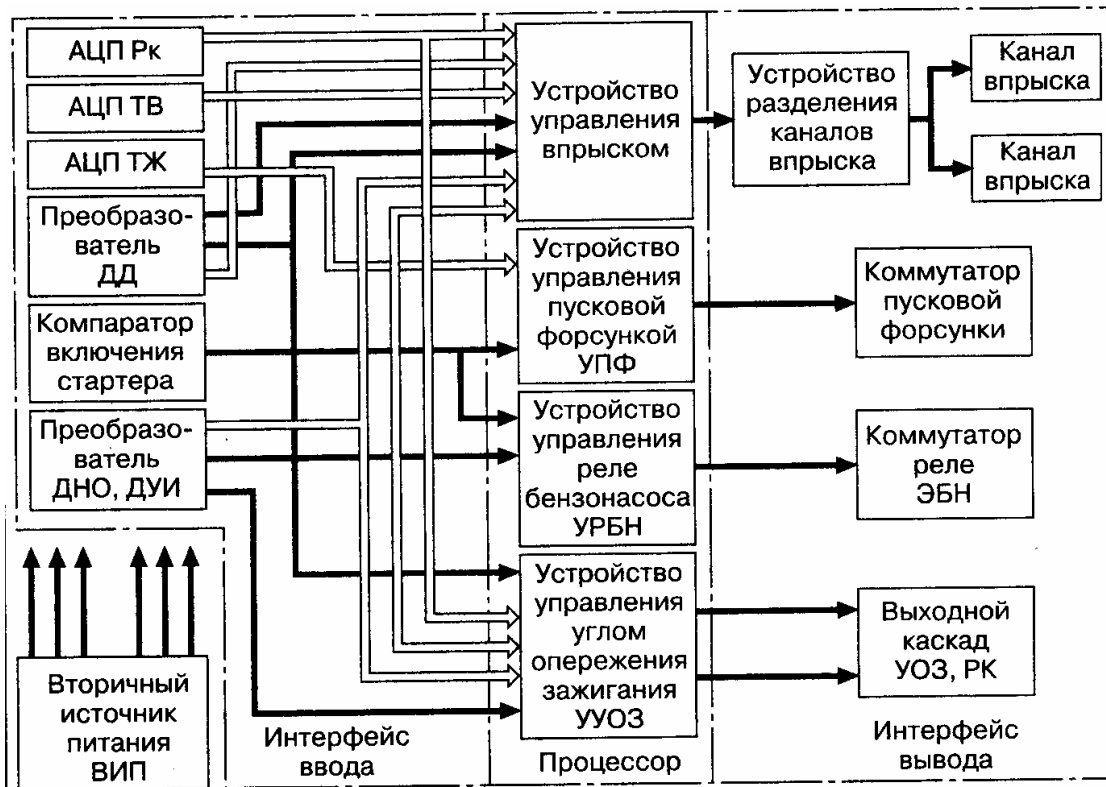 АЦП Рк
АЦП ТВ
АЦП ТЖ
Преобразо-
ватель
ДД
Компаратор
включения
стартера
Преобразо-
ватель
ДНО, ДУИ
Вторичный
источник
питания
ВИП
Интерфейс
ввода
Устройство
управления
впрыском
Устройство
управления
пусковой
форсункой
УПФ
Устройство
управления
реле
бензонасоса
УРБН
Устройство
управления
углом
опережения
зажигания
УУОЗ
Процессор
Устройство
разделения
каналов
впрыска
Канал
впрыска
Канал
впрыска
Коммутатор
пусковой
форсунки
Коммутатор
реле
ЭБН
Выходной
каскад
УОЗ, РК
Интерфейс
вывода